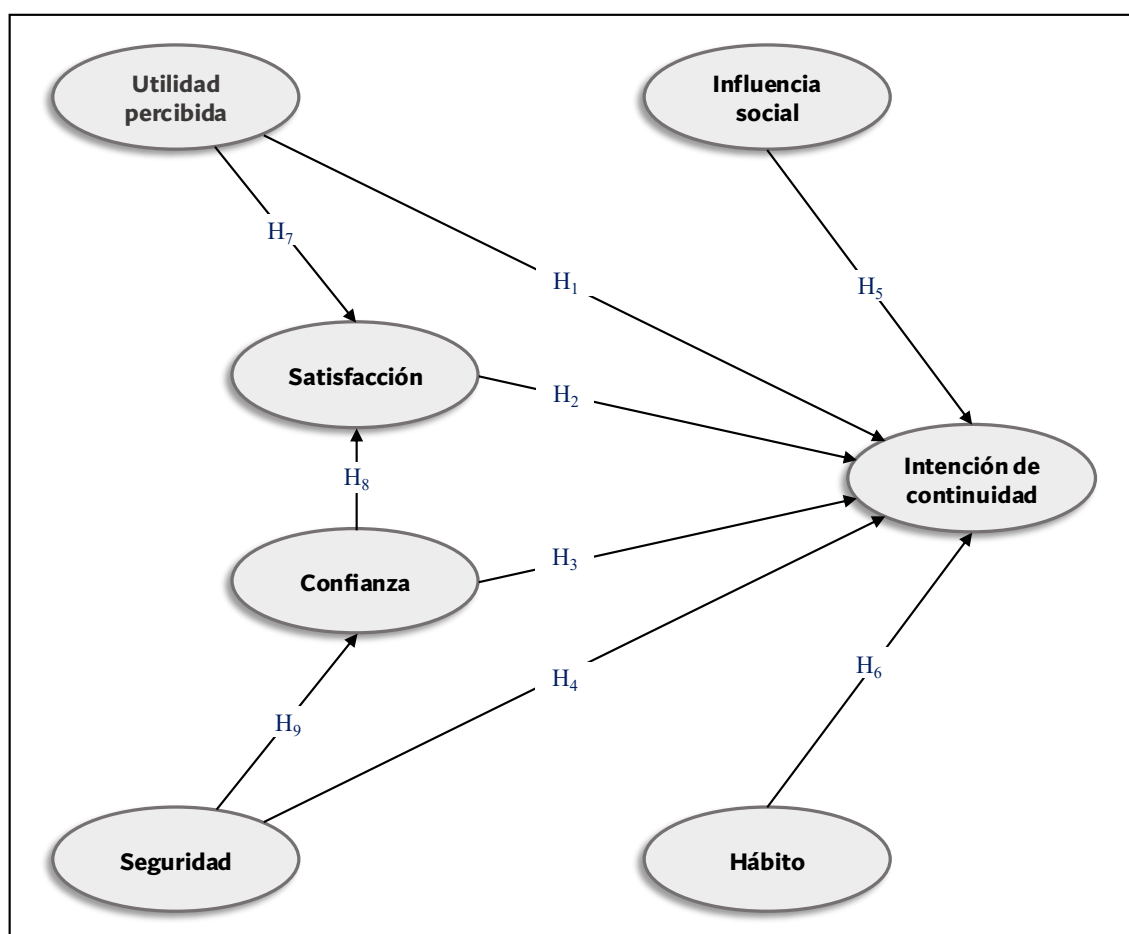 Utilidad
percibida
Influencia
social
H₇
H₁
H₅
Satisfacción
H₂
H₈
Intención de
continuidad
Confianza
H₃
H₄
H₆
H₉
Seguridad
Hábito